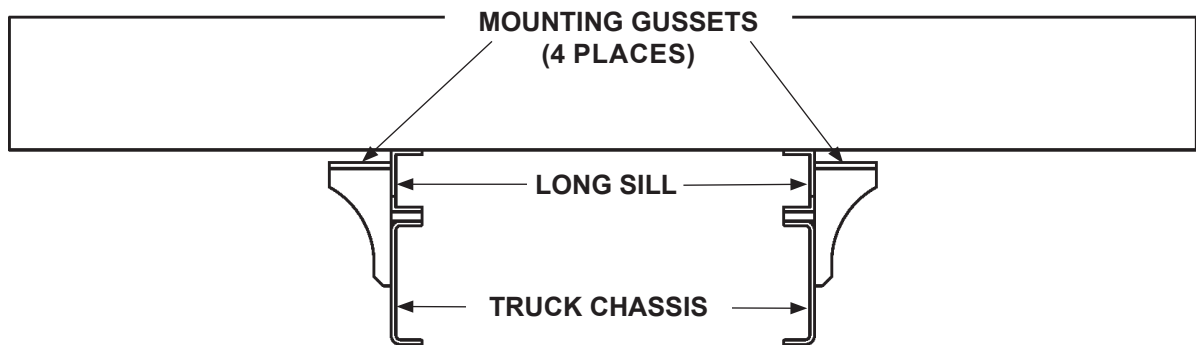 MOUNTING GUSSETS
(4 PLACES)
LONG SILL
TRUCK CHASSIS